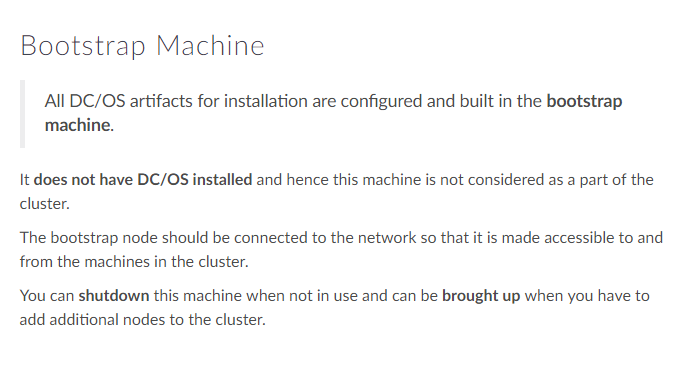 Bootstrap Machine
All DC/OS artifacts for installation are configured and built in the bootstrap
machine.
It does not have DC/OS installed and hence this machine is not considered as a part of the
cluster.
The bootstrap node should be connected to the network so that it is made accessible to and
from the machines in the cluster.
You can shutdown this machine when not in use and can be brought up when you have to
add additional nodes to the cluster.